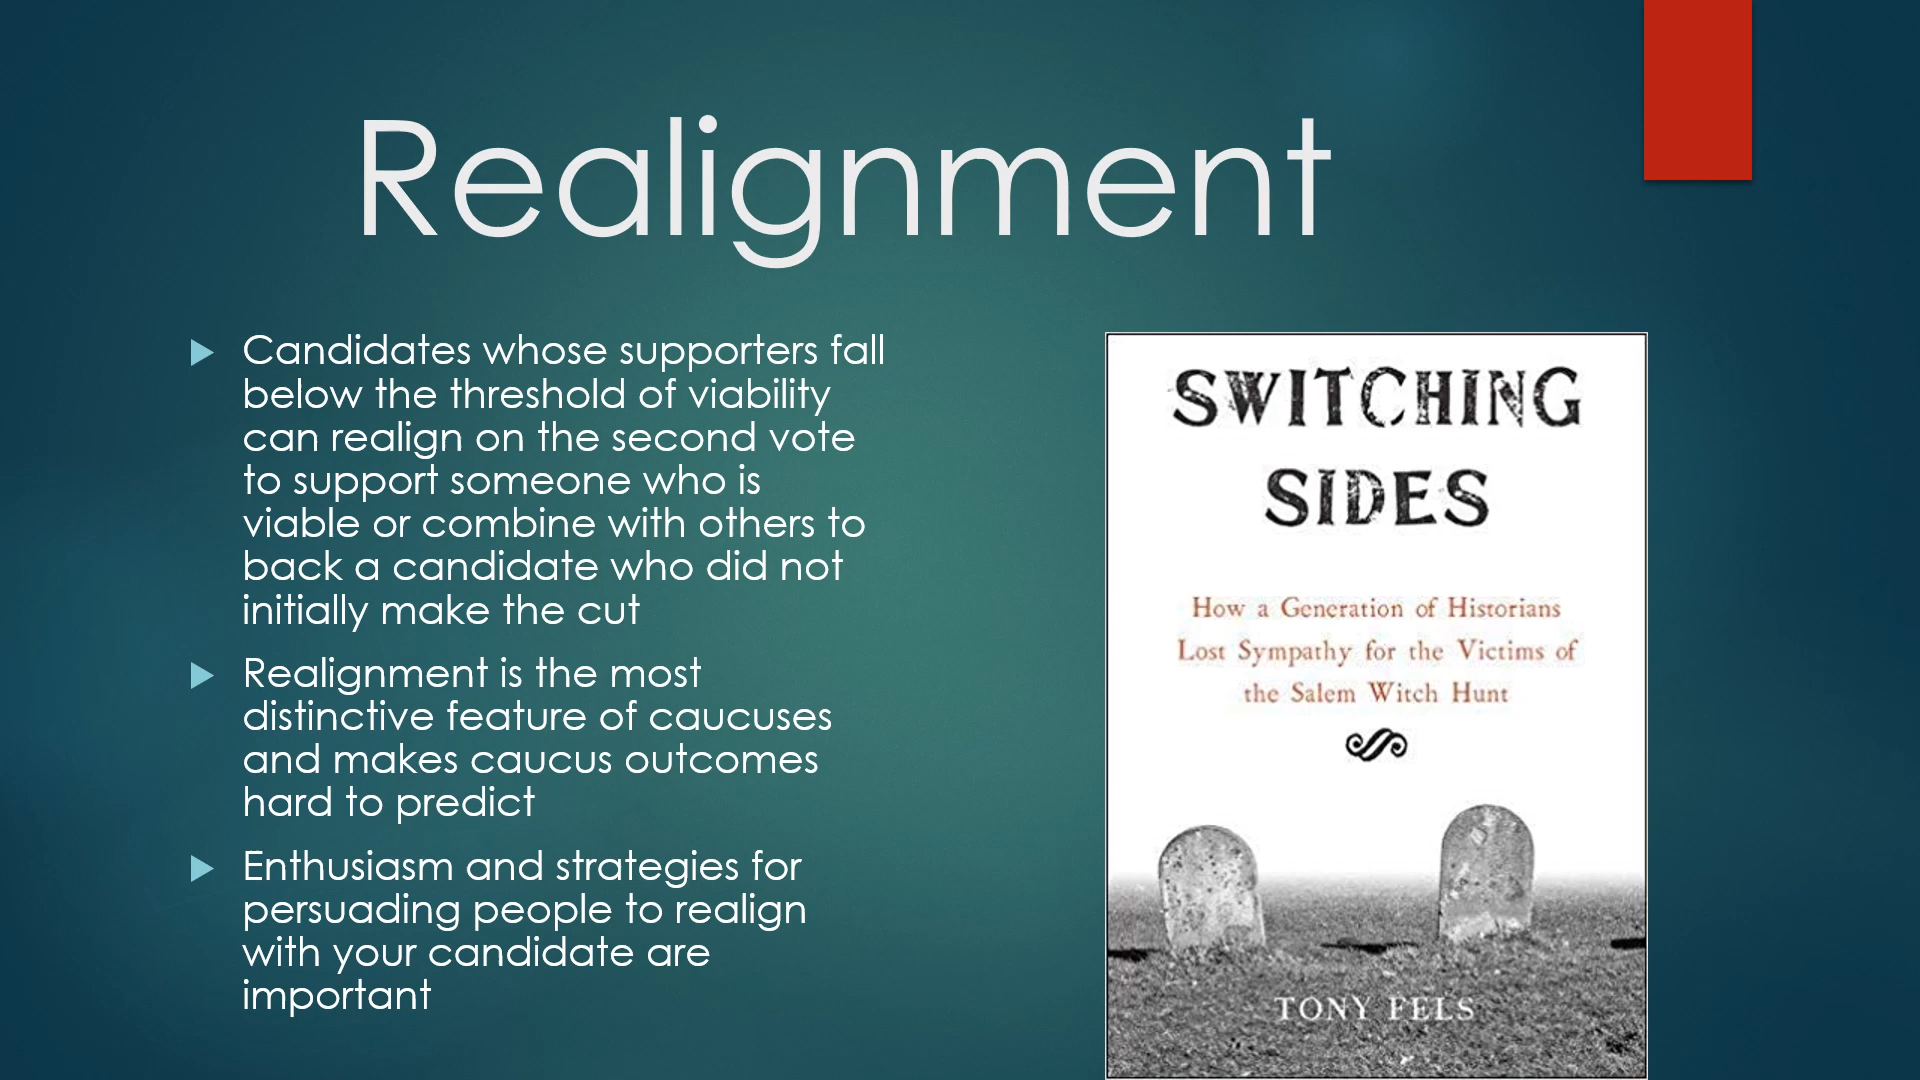 Realignment
Candidates whose supporters fall
below the threshold of viability
can realign on the second vote
to support someone who is
viable or combine with others to
back a candidate who did not
initially make the cut
Realignment is the most
distinctive feature of caucuses
and makes caucus outcomes
hard to predict
Enthusiasm and strategies for
persuading people to realign
with your candidate are
important
SWITCHING
SIDES
How a Generation of Historians
Lost Sympathy for the Victims of
the Salem Witch Hunt
TONY FELS